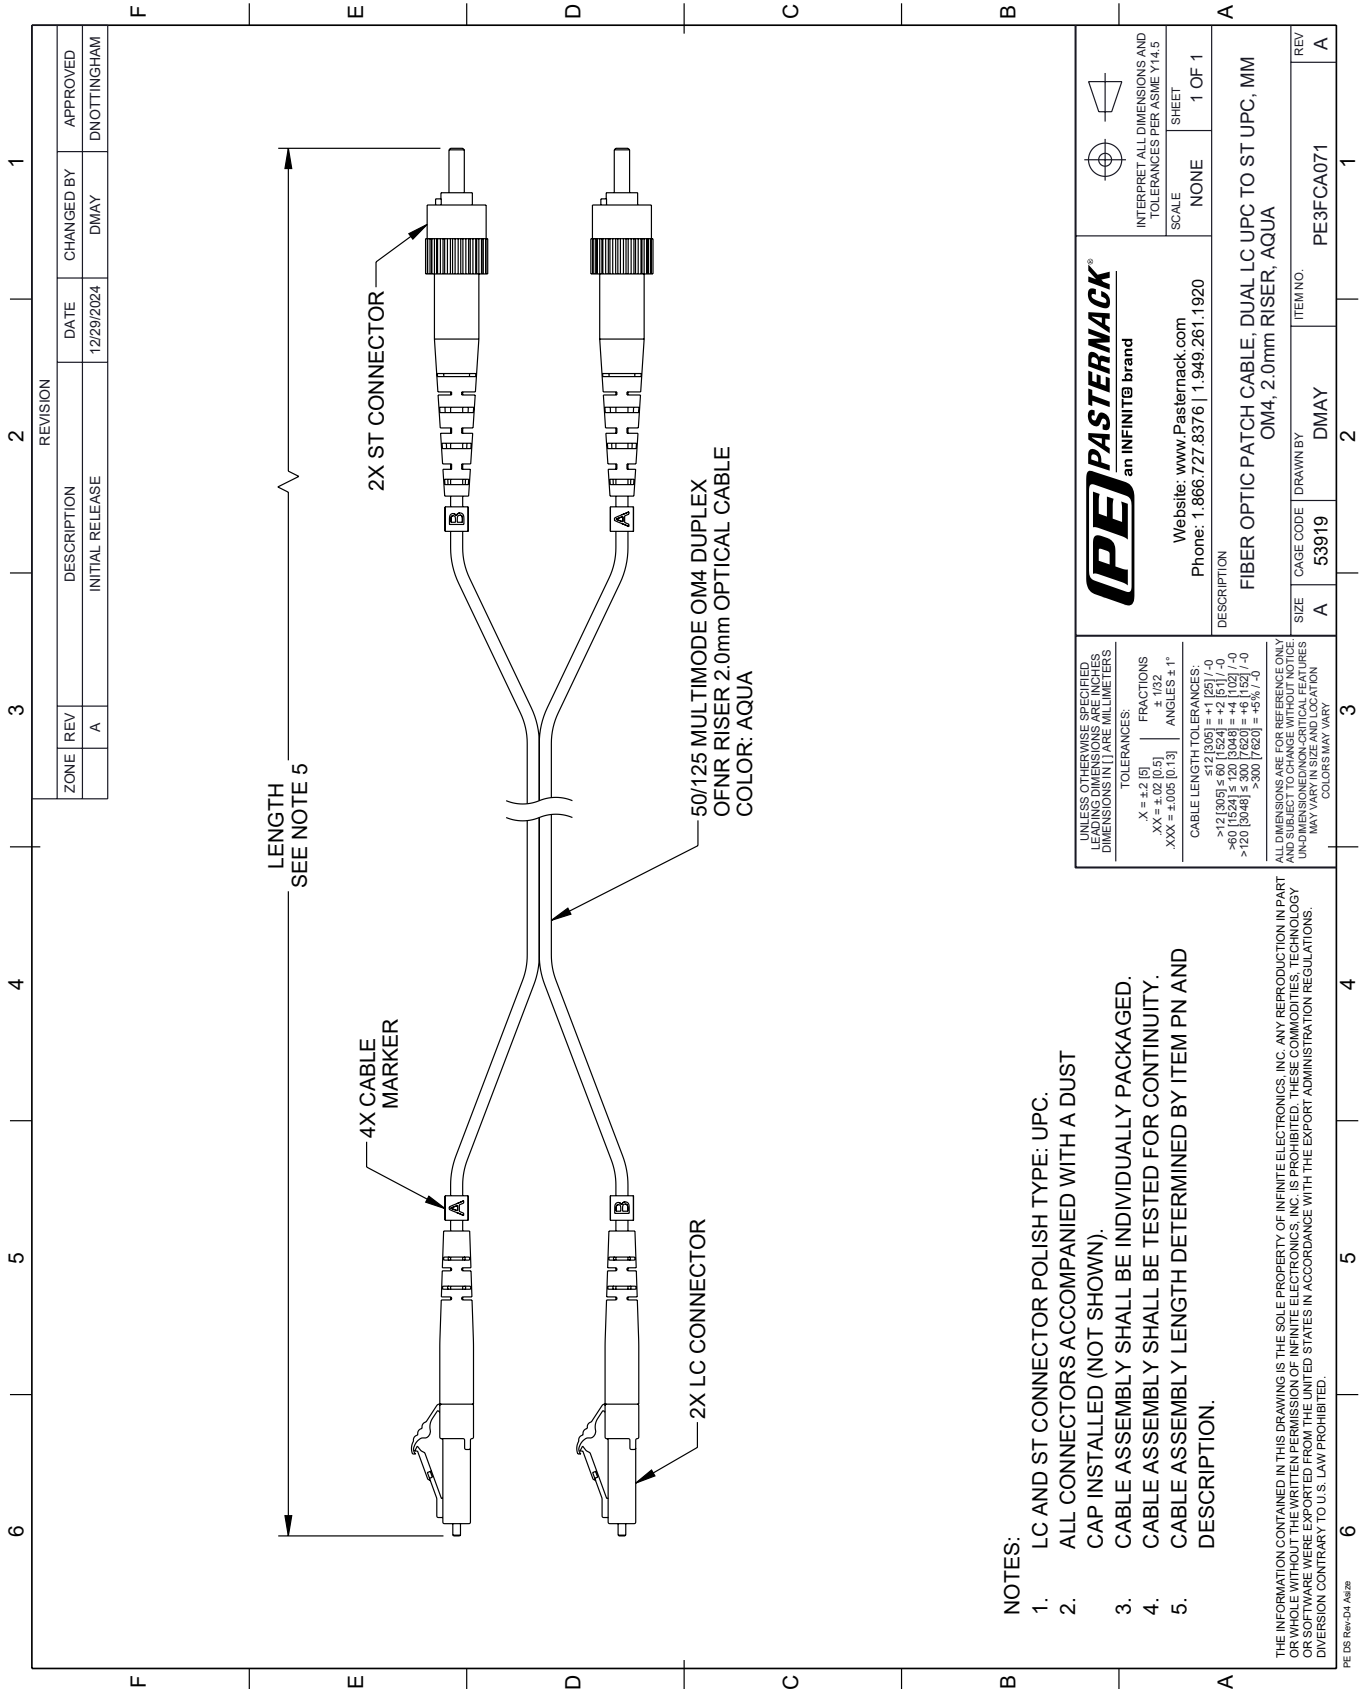 6
5
4
3
2
1
F
E
D
C
B
A
REVISION
ZONE
REV
DESCRIPTION
DATE
CHANGED BY
APPROVED
A
INITIAL RELEASE
12/29/2024
DMAY
DNOTTINGHAM
LENGTH
SEE NOTE 5
4X CABLE
MARKER
2X ST CONNECTOR
A
B
B
A
2X LC CONNECTOR
50/125 MULTIMODE OM4 DUPLEX
OFNR RISER 2.0mm OPTICAL CABLE
COLOR: AQUA
NOTES:
1. LC AND ST CONNECTOR POLISH TYPE: UPC.
2. ALL CONNECTORS ACCOMPANIED WITH A DUST
CAP INSTALLED (NOT SHOWN).
3. CABLE ASSEMBLY SHALL BE INDIVIDUALLY PACKAGED.
4. CABLE ASSEMBLY SHALL BE TESTED FOR CONTINUITY.
5. CABLE ASSEMBLY LENGTH DETERMINED BY ITEM PN AND
DESCRIPTION.
THE INFORMATION CONTAINED IN THIS DRAWING IS THE SOLE PROPERTY OF INFINITE ELECTRONICS, INC. ANY REPRODUCTION IN PART
OR WHOLE WITHOUT THE WRITTEN PERMISSION OF INFINITE ELECTRONICS, INC. IS PROHIBITED. THESE COMMODITIES, TECHNOLOGY
OR SOFTWARE WERE EXPORTED FROM THE UNITED STATES IN ACCORDANCE WITH THE EXPORT ADMINISTRATION REGULATIONS.
DIVERSION CONTRARY TO U.S. LAW PROHIBITED.
UNLESS OTHERWISE SPECIFIED
LEADING DIMENSIONS ARE INCHES
DIMENSIONS IN [ ] ARE MILLIMETERS
TOLERANCES:
.X = ±.2 [5]
.XX = ±.02 [0.5]
.XXX = ±.005 [0.13]
FRACTIONS
± 1/32
ANGLES ± 1°
CABLE LENGTH TOLERANCES:
≤12 [305] = +1 [25] / -0
>12 [305] ≤ 60 [1524] = +2 [51] / -0
>60 [1524] ≤ 120 [3048] = +4 [102] / -0
>120 [3048] ≤ 300 [7620] = +6 [152] / -0
>300 [7620] = +5% / -0
ALL DIMENSIONS ARE FOR REFERENCE ONLY
AND SUBJECT TO CHANGE WITHOUT NOTICE.
UN-DIMENSIONED/NON-CRITICAL FEATURES
MAY VARY IN SIZE AND LOCATION
COLORS MAY VARY
PE PASTERNACK®
an INFINIT@ brand
Website: www.Pasternack.com
Phone: 1.866.727.8376 | 1.949.261.1920
INTERPRET ALL DIMENSIONS AND
TOLERANCES PER ASME Y14.5
SCALE
NONE
SHEET
1 OF 1
DESCRIPTION
FIBER OPTIC PATCH CABLE, DUAL LC UPC TO ST UPC, MM
OM4, 2.0mm RISER, AQUA
SIZE
A
CAGE CODE
53919
DRAWN BY
DMAY
ITEM NO.
PE3FCA071
REV
A
F
E
D
C
B
A
6
5
4
3
2
1
PE DS Rev-D4 Asize